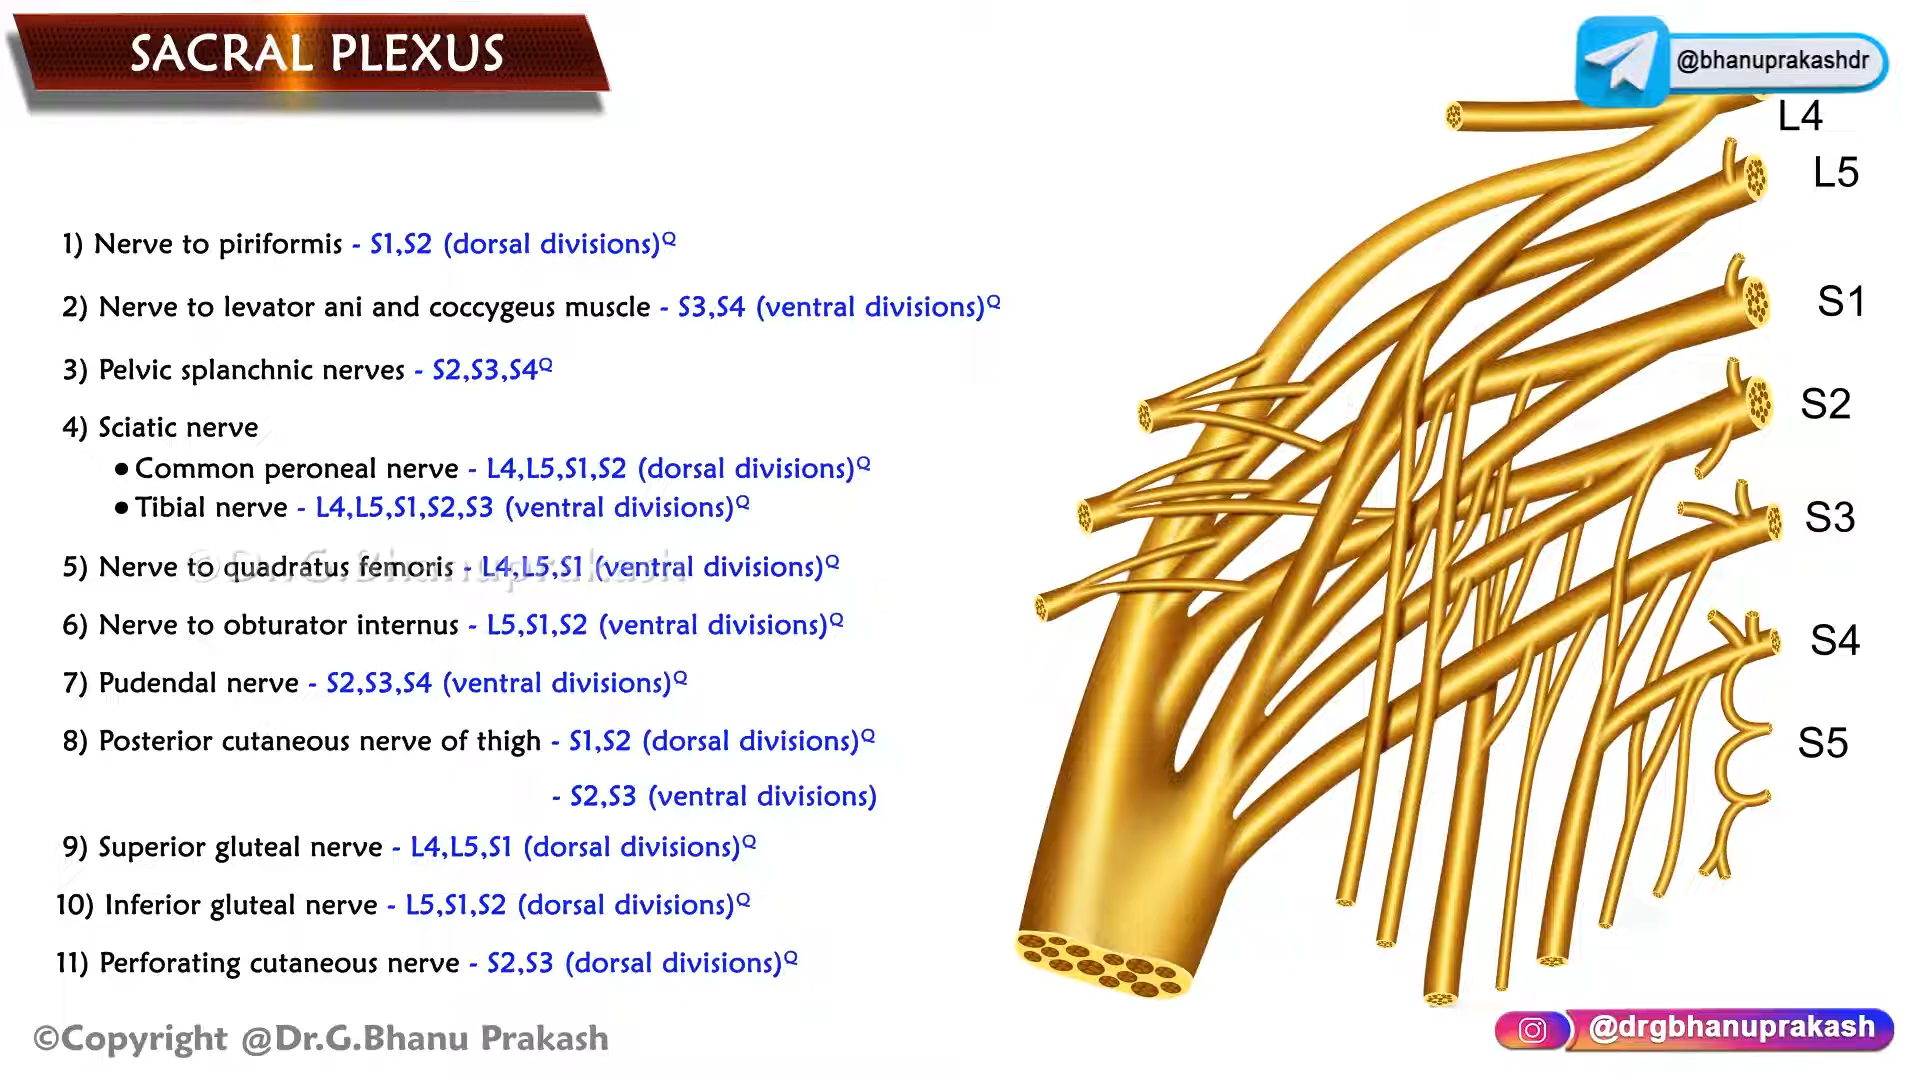 SACRAL PLEXUS
@bhanuprakashdr
L4
L5
S1
S2
S3
S4
S5
1) Nerve to piriformis - S1,S2 (dorsal divisions)Q
2) Nerve to levator ani and coccygeus muscle - S3,S4 (ventral divisions)Q
3) Pelvic splanchnic nerves - S2,S3,S4Q
4) Sciatic nerve
● Common peroneal nerve - L4,L5,S1,S2 (dorsal divisions)Q
● Tibial nerve - L4,L5,S1,S2,S3 (ventral divisions)Q
5) Nerve to quadratus femoris - L4,L5,S1 (ventral divisions)Q
©Dr.G.Bhanuprakash
6) Nerve to obturator internus - L5,S1,S2 (ventral divisions)Q
7) Pudendal nerve - S2,S3,S4 (ventral divisions)Q
8) Posterior cutaneous nerve of thigh - S1,S2 (dorsal divisions)Q
- S2,S3 (ventral divisions)
9) Superior gluteal nerve - L4,L5,S1 (dorsal divisions)Q
10) Inferior gluteal nerve - L5,S1,S2 (dorsal divisions)Q
11) Perforating cutaneous nerve - S2,S3 (dorsal divisions)Q
©Copyright @Dr.G.Bhanu Prakash
@drgbhanuprakash